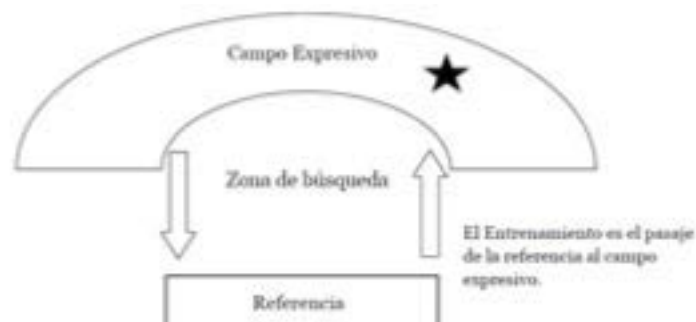 Campo Expresivo
Zona de búsqueda
El Entrenamiento es el pasaje
de la referencia al campo
expresivo.
Referencia